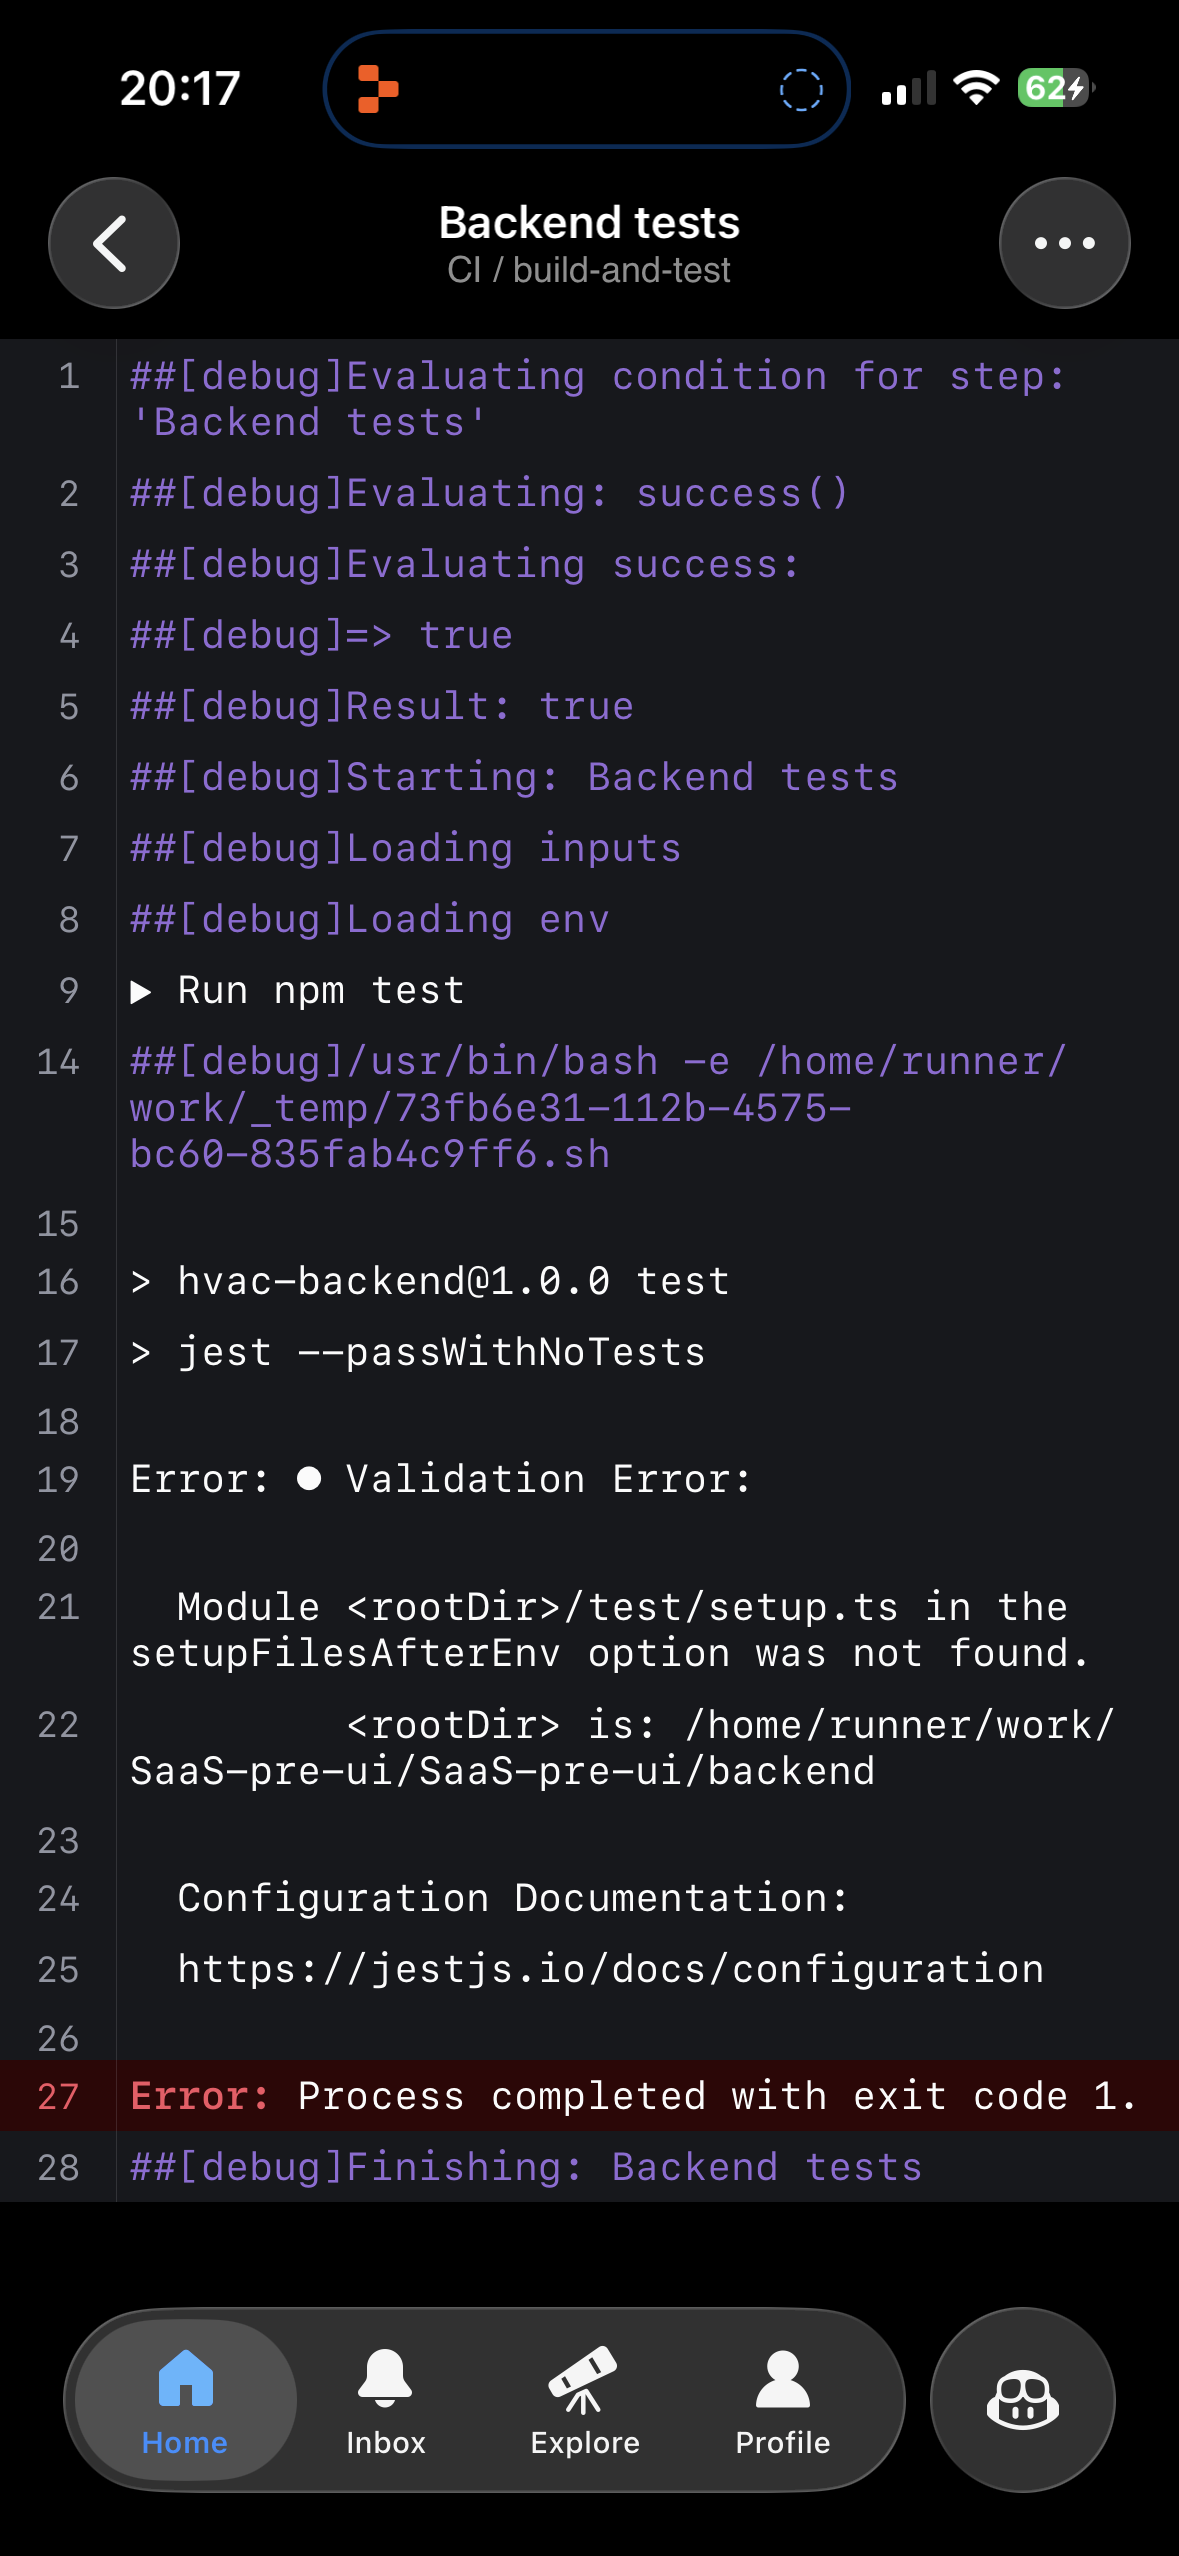 20:17
62
Backend tests
CI / build-and-test
1 ##[debug]Evaluating condition for step:
'Backend tests'
2 ##[debug]Evaluating: success()
3 ##[debug]Evaluating success:
4 ##[debug]=> true
5 ##[debug]Result: true
6 ##[debug]Starting: Backend tests
7 ##[debug]Loading inputs
8 ##[debug]Loading env
9 ▶ Run npm test
14 ##[debug]/usr/bin/bash -e /home/runner/
work/_temp/73fb6e31-112b-4575-
bc60-835fab4c9ff6.sh
15
16 > hvac-backend@1.0.0 test
17 > jest --passWithNoTests
18
19 Error: ● Validation Error:
20
21 Module <rootDir>/test/setup.ts in the
setupFilesAfterEnv option was not found.
22 <rootDir> is: /home/runner/work/
SaaS-pre-ui/SaaS-pre-ui/backend
23
24 Configuration Documentation:
25 https://jestjs.io/docs/configuration
26
27 Error: Process completed with exit code 1.
28 ##[debug]Finishing: Backend tests
Home Inbox Explore Profile